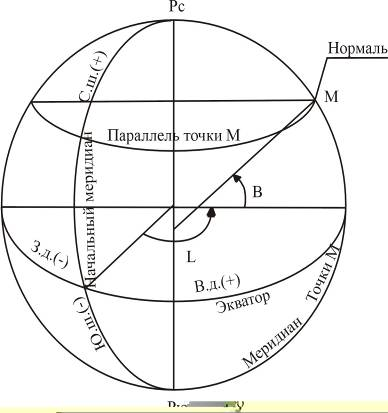 Рс
Нормаль
С.ш.(+)
М
Параллель точки М
Начальный меридиан
В
З.д.(-)
L
В.д.(+)
Экватор
Ю.ш.(-)
Меридиан Точки М